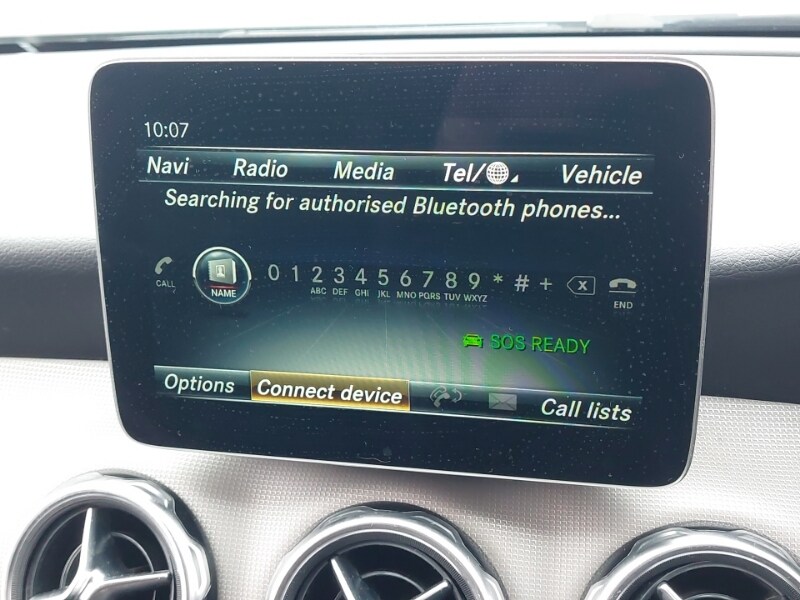 10:07
Navi Radio Media Tel/ Vehicle
Searching for authorised Bluetooth phones...
CALL NAME 0 1 2 3 4 5 6 7 8 9 * # + x END
ABC DEF GHI JKL MNO PQRS TUV WXYZ
SOS READY
Options Connect device Call lists